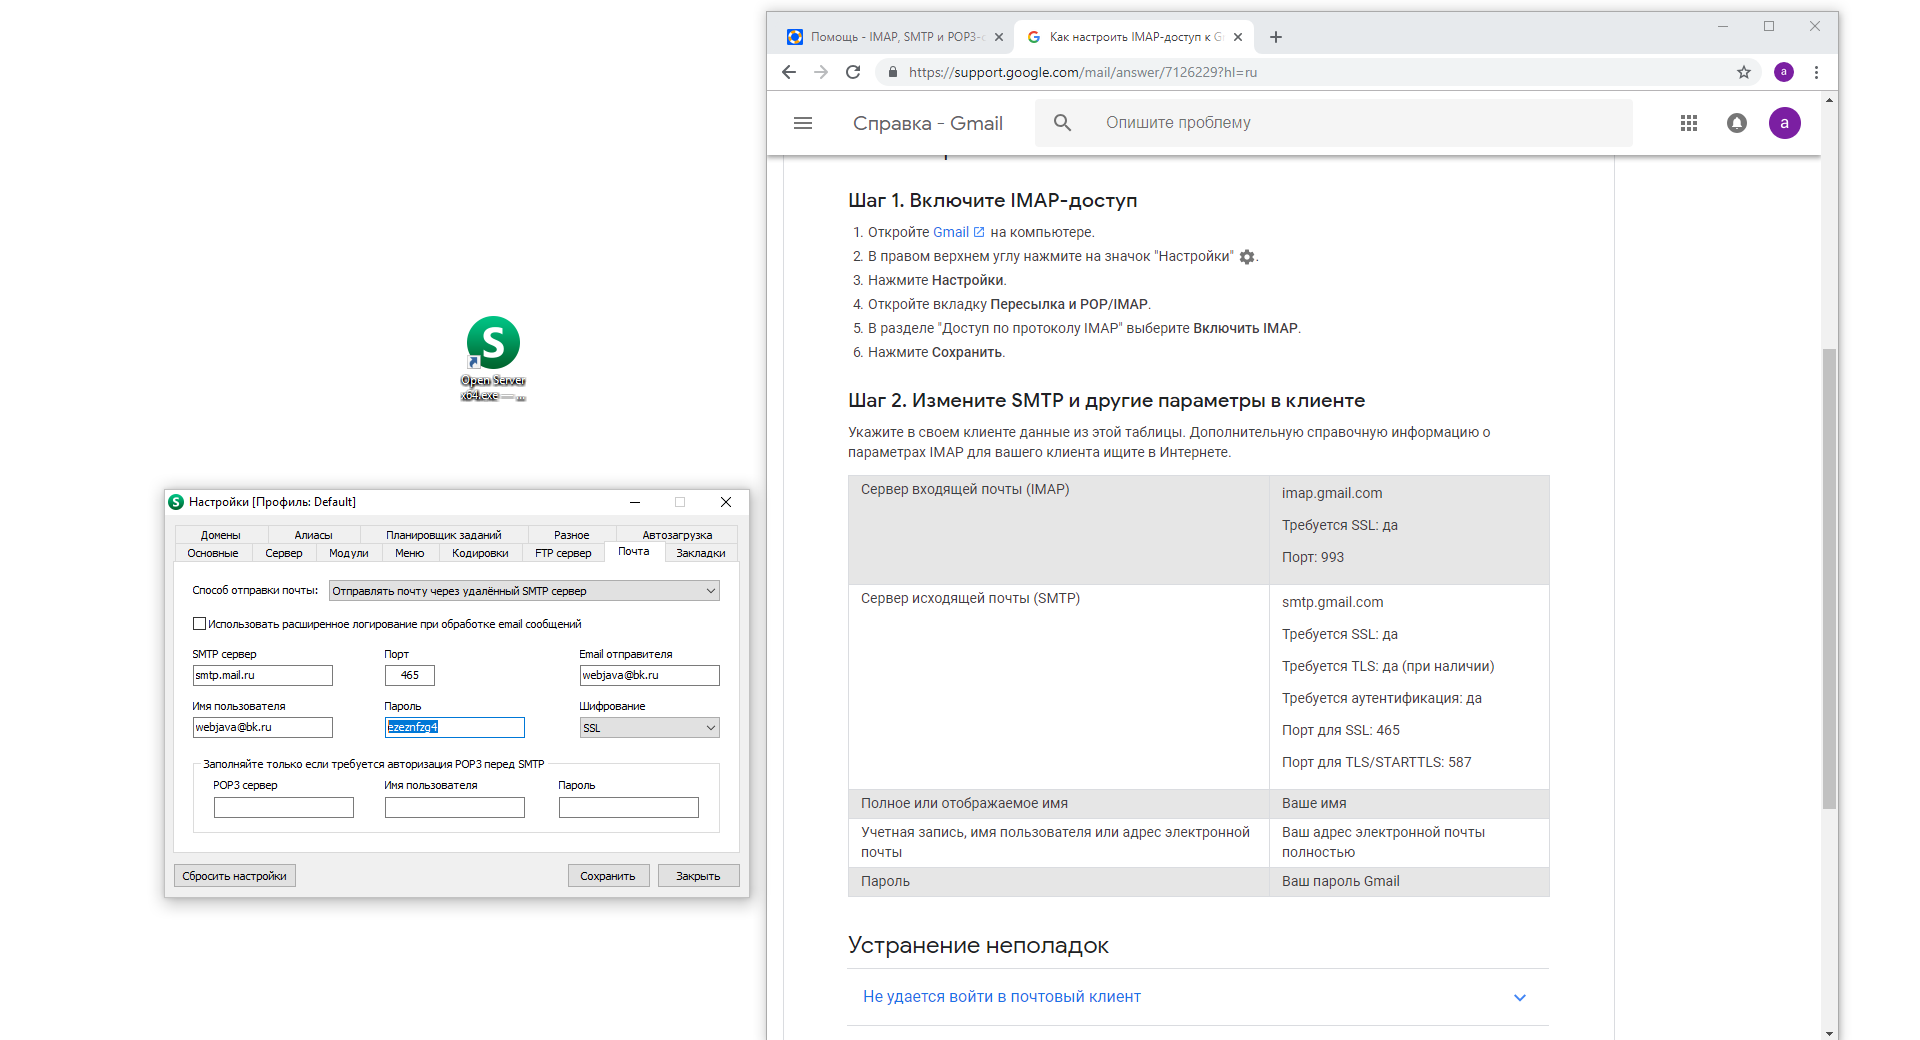 Open Server
x64.exe — ...
Настройки [Профиль: Default]
Домены Алиасы Планировщик заданий Разное Автозагрузка
Основные Сервер Модули Меню Кодировки FTP сервер Почта Закладки
Способ отправки почты: Отправлять почту через удалённый SMTP сервер
Использовать расширенное логирование при обработке email сообщений
SMTP сервер Порт Email отправителя
smtp.mail.ru 465 webjava@bk.ru
Имя пользователя Пароль Шифрование
webjava@bk.ru ezeznfzg4 SSL
Заполняйте только если требуется авторизация POP3 перед SMTP
POP3 сервер Имя пользователя Пароль
Сбросить настройки Сохранить Закрыть
Помощь - IMAP, SMTP и POP3-с Как настроить IMAP-доступ к G
https://support.google.com/mail/answer/7126229?hl=ru a
Справка - Gmail Опишите проблему a
Шаг 1. Включите IMAP-доступ
1. Откройте Gmail на компьютере.
2. В правом верхнем углу нажмите на значок "Настройки" .
3. Нажмите Настройки.
4. Откройте вкладку Пересылка и POP/IMAP.
5. В разделе "Доступ по протоколу IMAP" выберите Включить IMAP.
6. Нажмите Сохранить.
Шаг 2. Измените SMTP и другие параметры в клиенте
Укажите в своем клиенте данные из этой таблицы. Дополнительную справочную информацию о
параметрах IMAP для вашего клиента ищите в Интернете.
Сервер входящей почты (IMAP) imap.gmail.com
Требуется SSL: да
Порт: 993
Сервер исходящей почты (SMTP) smtp.gmail.com
Требуется SSL: да
Требуется TLS: да (при наличии)
Требуется аутентификация: да
Порт для SSL: 465
Порт для TLS/STARTTLS: 587
Полное или отображаемое имя Ваше имя
Учетная запись, имя пользователя или адрес электронной Ваш адрес электронной почты
почты полностью
Пароль Ваш пароль Gmail
Устранение неполадок
Не удается войти в почтовый клиент